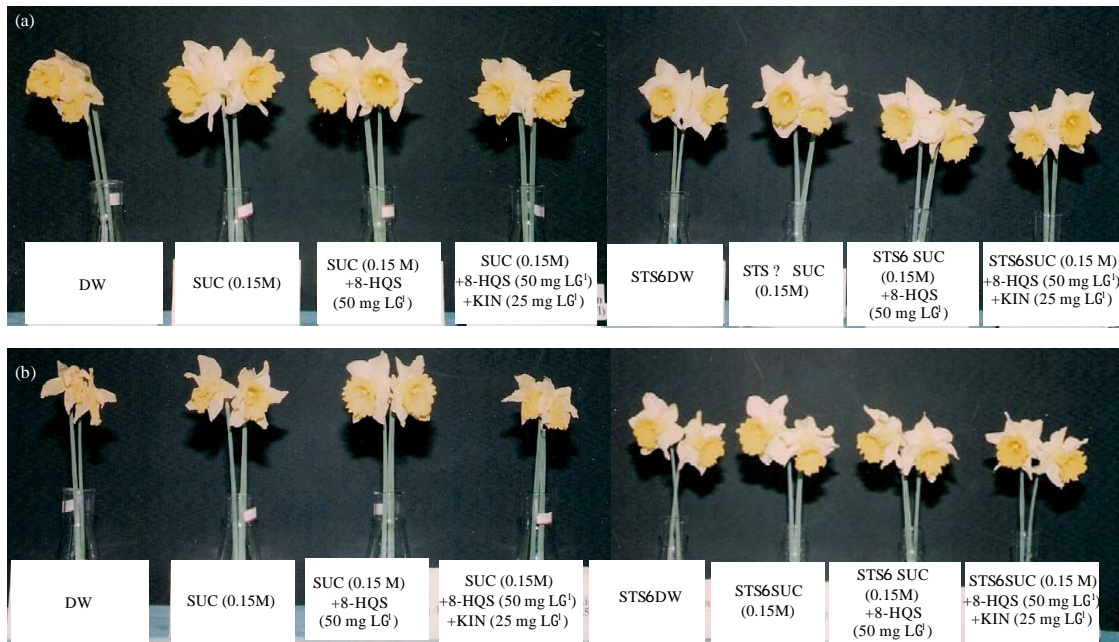 (a)
DW
SUC (0.15M)
SUC (0.15 M)
+8-HQS
(50 mg LG¹)
SUC (0.15M)
+8-HQS (50 mg LG¹)
+KIN (25 mg LG¹)
STS6DW
STS ? SUC
(0.15M)
STS6 SUC
(0.15M)
+8-HQS
(50 mg LG¹)
STS6SUC (0.15 M)
+8-HQS (50 mg LG¹)
+KIN (25 mg LG¹)
(b)
DW
SUC (0.15M)
SUC (0.15 M)
+8-HQS
(50 mg LG¹)
SUC (0.15M)
+8-HQS (50 mg LG¹)
+KIN (25 mg LG¹)
STS6DW
STS6SUC
(0.15M)
STS6 SUC
(0.15M)
+8-HQS
(50 mg LG¹)
STS6SUC (0.15 M)
+8-HQS (50 mg LG¹)
+KIN (25 mg LG¹)